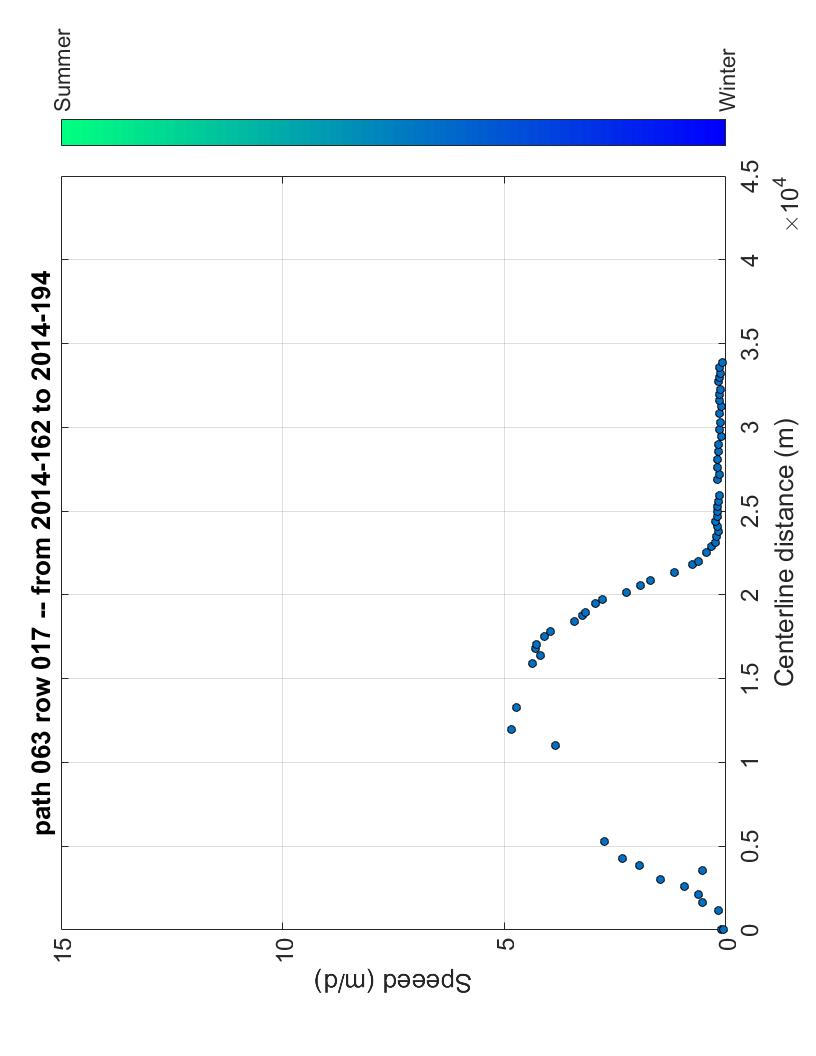 path 063 row 017 -- from 2014-162 to 2014-194
Summer
Winter
15
10
5
0
Speeed (m/d)
0 0.5 1 1.5 2 2.5 3 3.5 4 4.5
×10⁴
Centerline distance (m)